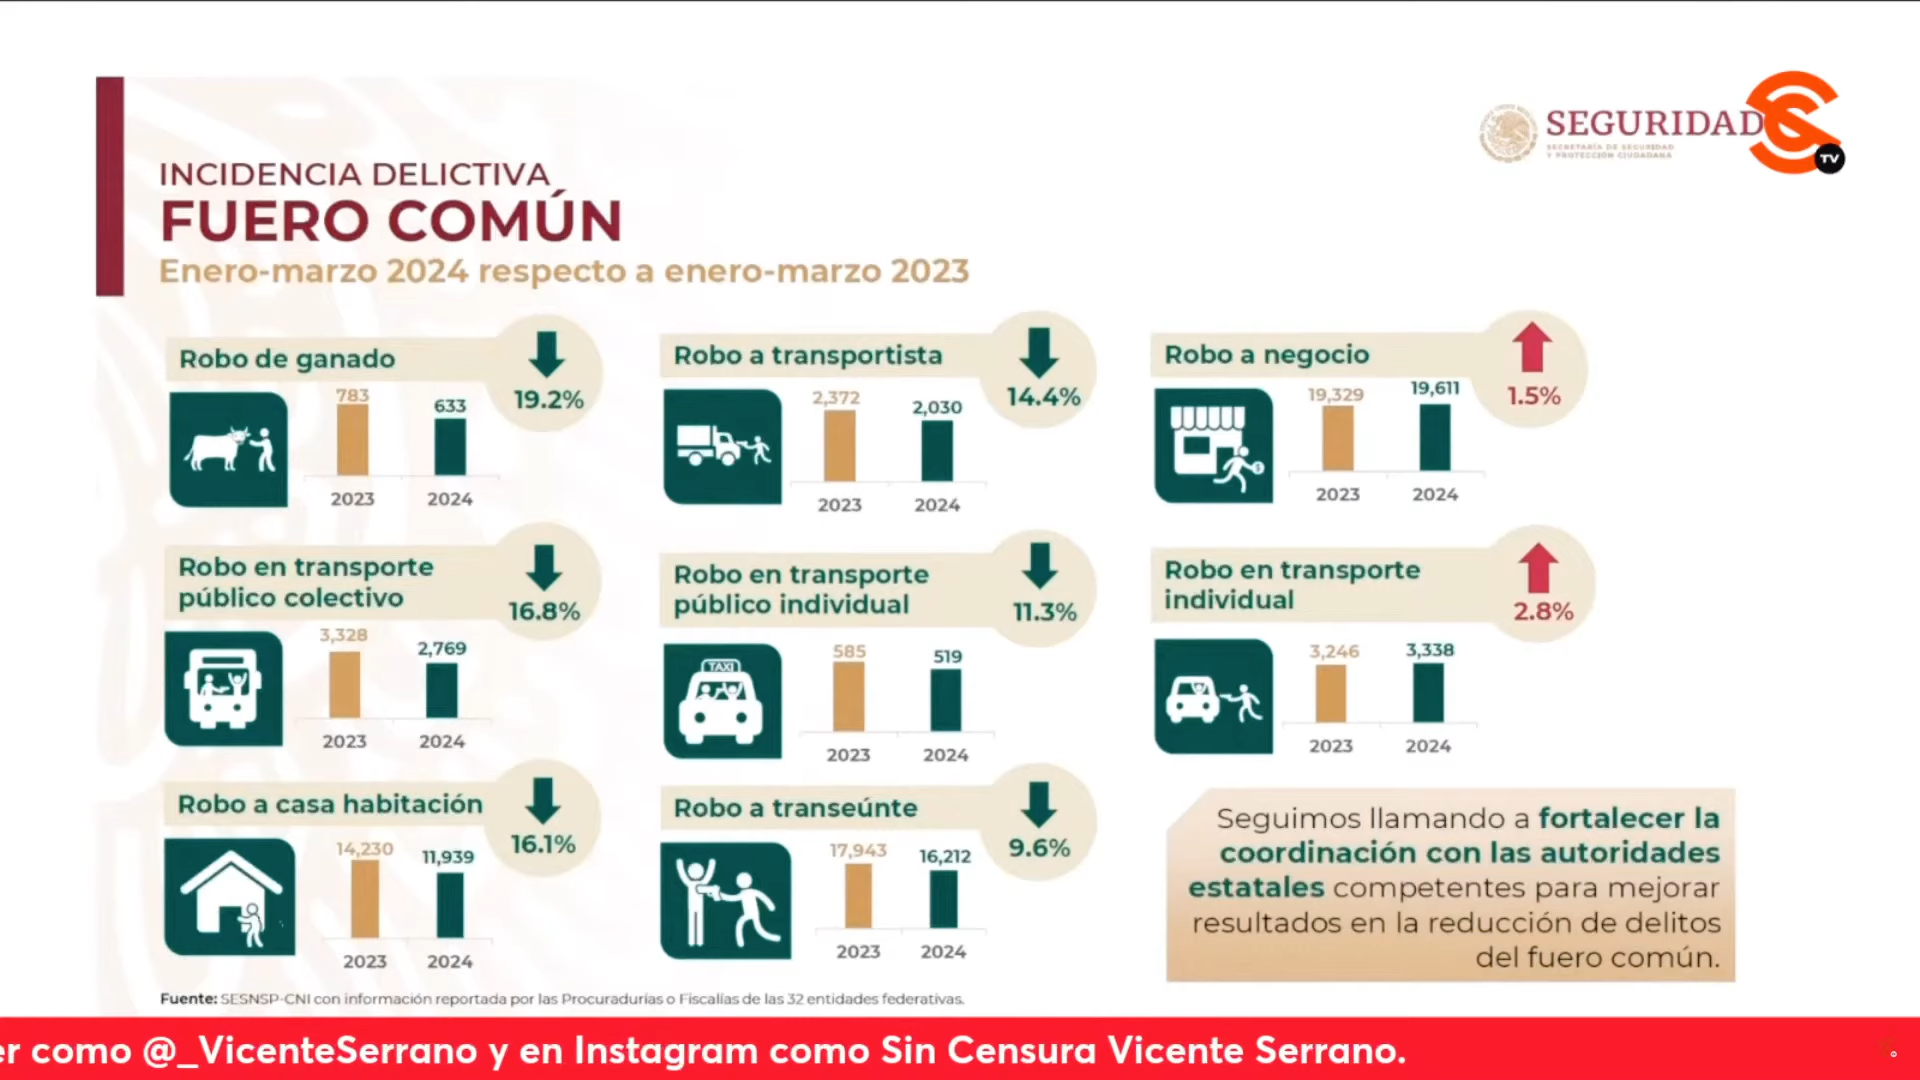 SEGURIDAD
SECRETARÍA DE SEGURIDAD
Y PROTECCIÓN CIUDADANA
TV
INCIDENCIA DELICTIVA
FUERO COMÚN
Enero-marzo 2024 respecto a enero-marzo 2023
Robo de ganado
19.2%
783
633
2023
2024
Robo a transportista
14.4%
2,372
2,030
2023
2024
Robo a negocio
1.5%
19,329
19,611
2023
2024
Robo en transporte
público colectivo
16.8%
3,328
2,769
2023
2024
Robo en transporte
público individual
11.3%
TAXI
585
519
2023
2024
Robo en transporte
individual
2.8%
3,246
3,338
2023
2024
Robo a casa habitación
16.1%
14,230
11,939
2023
2024
Robo a transeúnte
9.6%
17,943
16,212
2023
2024
Seguimos llamando a fortalecer la
coordinación con las autoridades
estatales competentes para mejorar
resultados en la reducción de delitos
del fuero común.
Fuente: SESNSP-CNI con información reportada por las Procuradurías o Fiscalías de las 32 entidades federativas.
er como @_VicenteSerrano y en Instagram como Sin Censura Vicente Serrano.